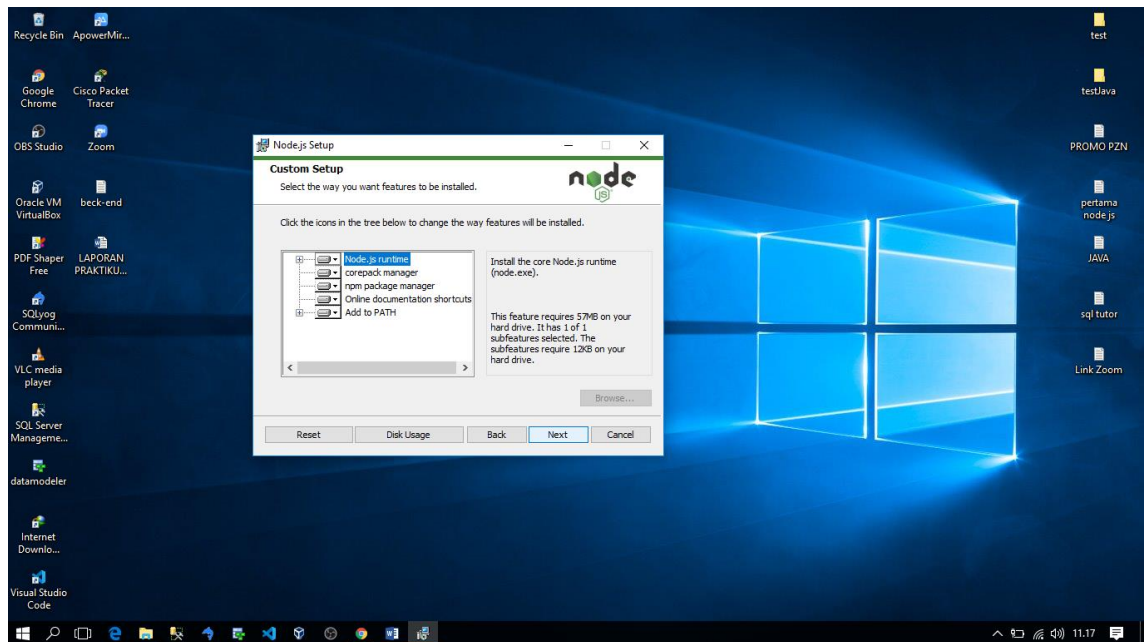 Recycle Bin
ApowerMir...
Google Chrome
Cisco Packet Tracer
OBS Studio
Zoom
Oracle VM VirtualBox
beck-end
PDF Shaper Free
LAPORAN PRAKTIKU...
SQLyog Communi...
VLC media player
SQL Server Manageme...
datamodeler
Internet Downlo...
Visual Studio Code
Node.js Setup
Custom Setup
Select the way you want features to be installed.
node
JS
Click the icons in the tree below to change the way features will be installed.
Node.js runtime
corepack manager
npm package manager
Online documentation shortcuts
Add to PATH
Install the core Node.js runtime
(node.exe).
This feature requires 57MB on your
hard drive. It has 1 of 1
subfeatures selected. The
subfeatures require 12KB on your
hard drive.
Browse...
Reset
Disk Usage
Back
Next
Cancel
test
testJava
PROMO PZN
pertama node js
JAVA
sql tutor
Link Zoom
11.17